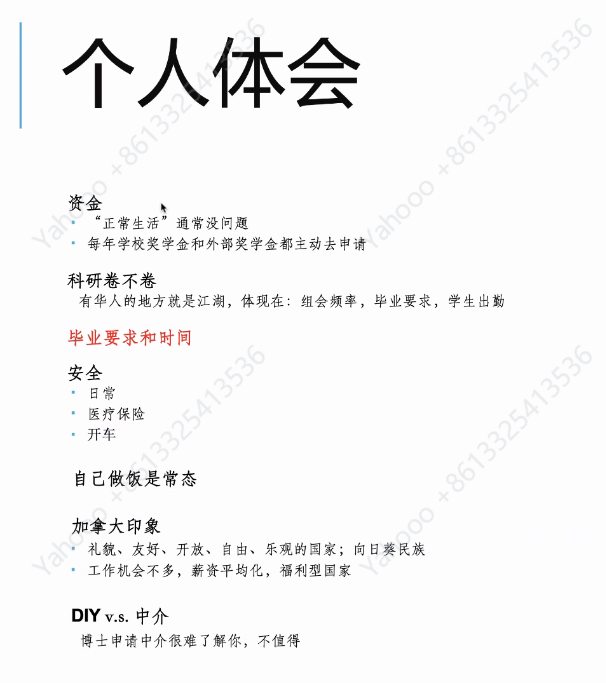 个人体会
资金
“正常生活”通常没问题
每年学校奖学金和外部奖学金都主动去申请
科研卷不卷
有华人的地方就是江湖，体现在：组会频率，毕业要求，学生出勤
毕业要求和时间
安全
日常
医疗保险
开车
自己做饭是常态
加拿大印象
礼貌、友好、开放、自由、乐观的国家；向日葵民族
工作机会不多，薪资平均化，福利型国家
DIY v.s. 中介
博士申请中介很难了解你，不值得
Yahooo +8613325413536
Yahooo +8613325413536
Yahooo +8613325413536
Yahooo +8613325413536